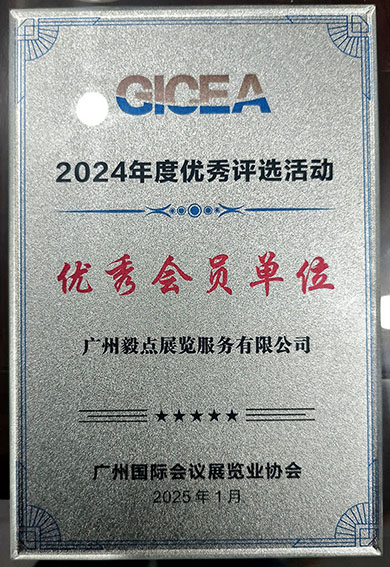 GICEA
2024年度优秀评选活动
优秀会员单位
广州毅点展览服务有限公司
★★★★★
广州国际会议展览业协会
2025年1月